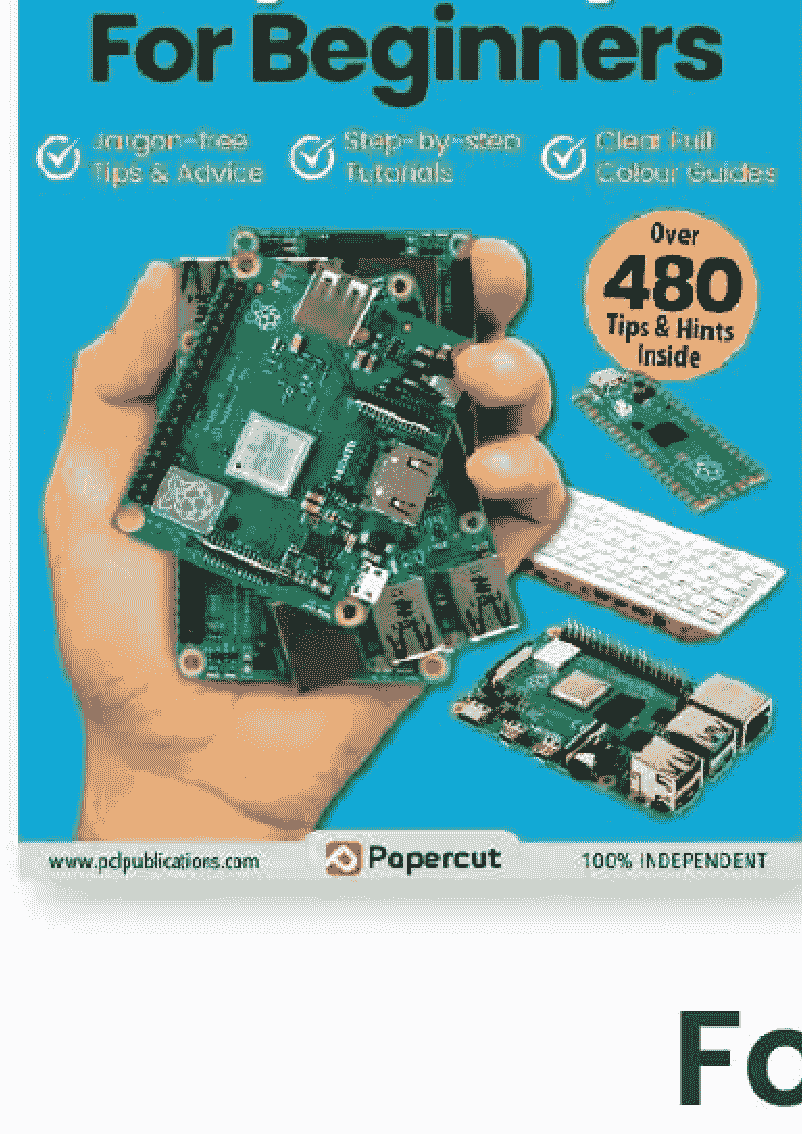 For Beginners
Jargon-free
Tips & Advice
Step-by-step
Tutorials
Clear Full
Colour Guides
Over
480
Tips & Hints
Inside
www.pclpublications.com
Papercut
100% INDEPENDENT
Fo